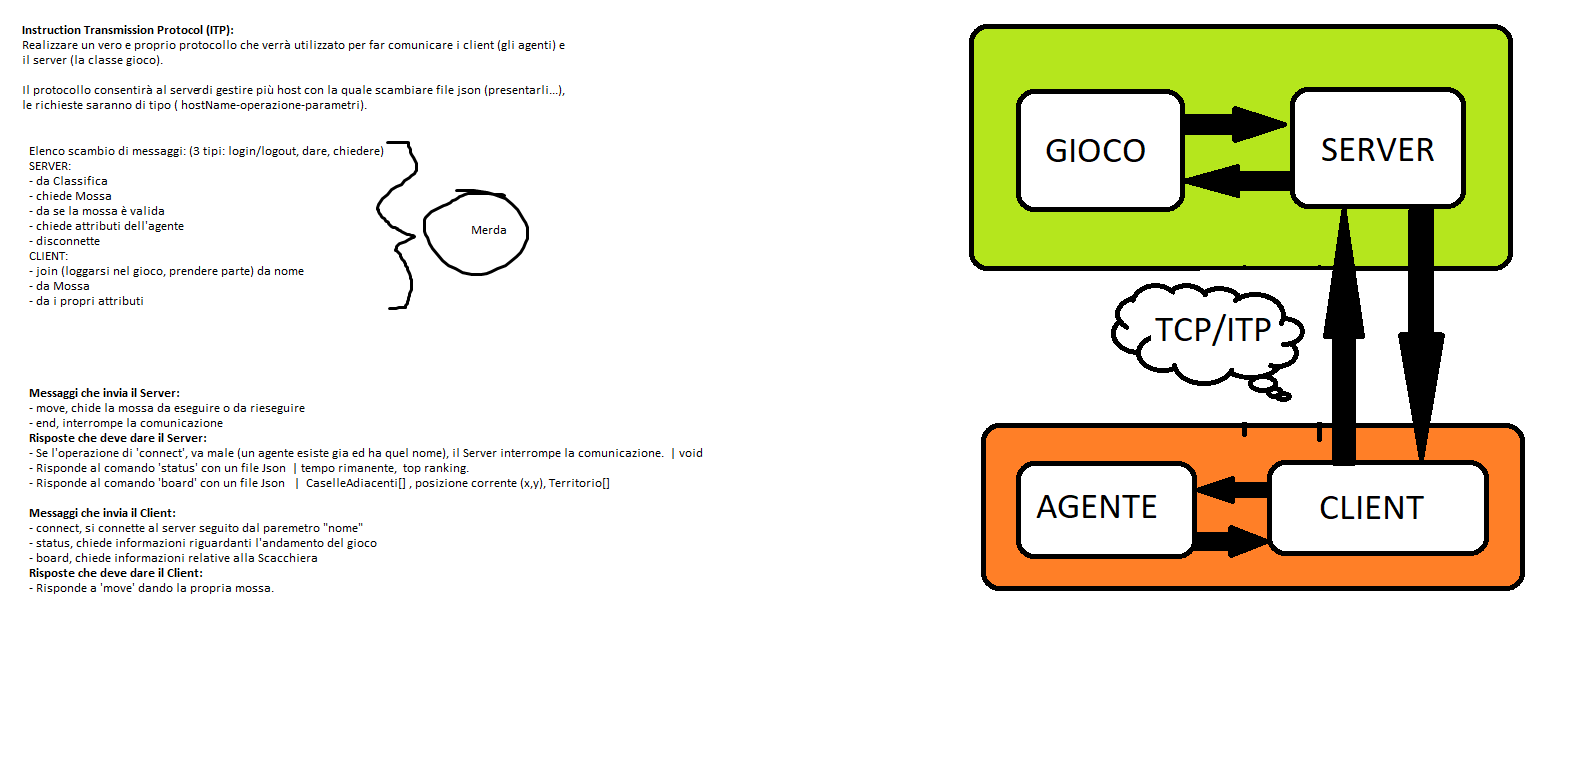 Instruction Transmission Protocol (ITP):
Realizzare un vero e proprio protocollo che verrà utilizzato per far comunicare i client (gli agenti) e
il server (la classe gioco).
Il protocollo consentirà al serverdi gestire più host con la quale scambiare file json (presentarli...),
le richieste saranno di tipo ( hostName-operazione-parametri).
Elenco scambio di messaggi: (3 tipi: login/logout, dare, chiedere)
SERVER:
- da Classifica
- chiede Mossa
- da se la mossa è valida
- chiede attributi dell'agente
- disconnette
CLIENT:
- join (loggarsi nel gioco, prendere parte) da nome
- da Mossa
- da i propri attributi
Merda
Messaggi che invia il Server:
- move, chide la mossa da eseguire o da rieseguire
- end, interrompe la comunicazione
Risposte che deve dare il Server:
- Se l'operazione di 'connect', va male (un agente esiste gia ed ha quel nome), il Server interrompe la comunicazione. | void
- Risponde al comando 'status' con un file Json | tempo rimanente, top ranking.
- Risponde al comando 'board' con un file Json | CaselleAdiacenti[] , posizione corrente (x,y), Territorio[]
Messaggi che invia il Client:
- connect, si connette al server seguito dal paremetro "nome"
- status, chiede informazioni riguardanti l'andamento del gioco
- board, chiede informazioni relative alla Scacchiera
Risposte che deve dare il Client:
- Risponde a 'move' dando la propria mossa.
GIOCO
SERVER
TCP/ITP
AGENTE
CLIENT